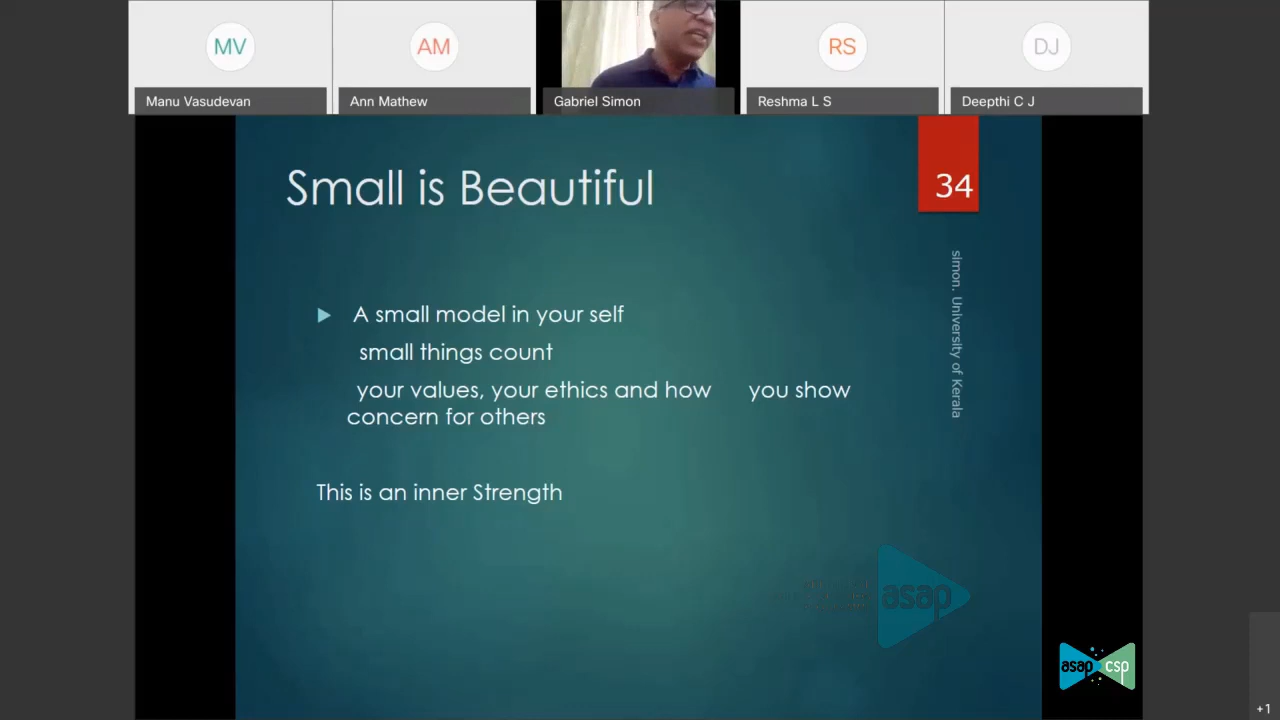 MV
AM
RS
DJ
Manu Vasudevan
Ann Mathew
Gabriel Simon
Reshma L S
Deepthi C J
Small is Beautiful
34
simon. University of Kerala
A small model in your self
small things count
your values, your ethics and how you show
concern for others
This is an inner Strength
asap
asap csp
+1